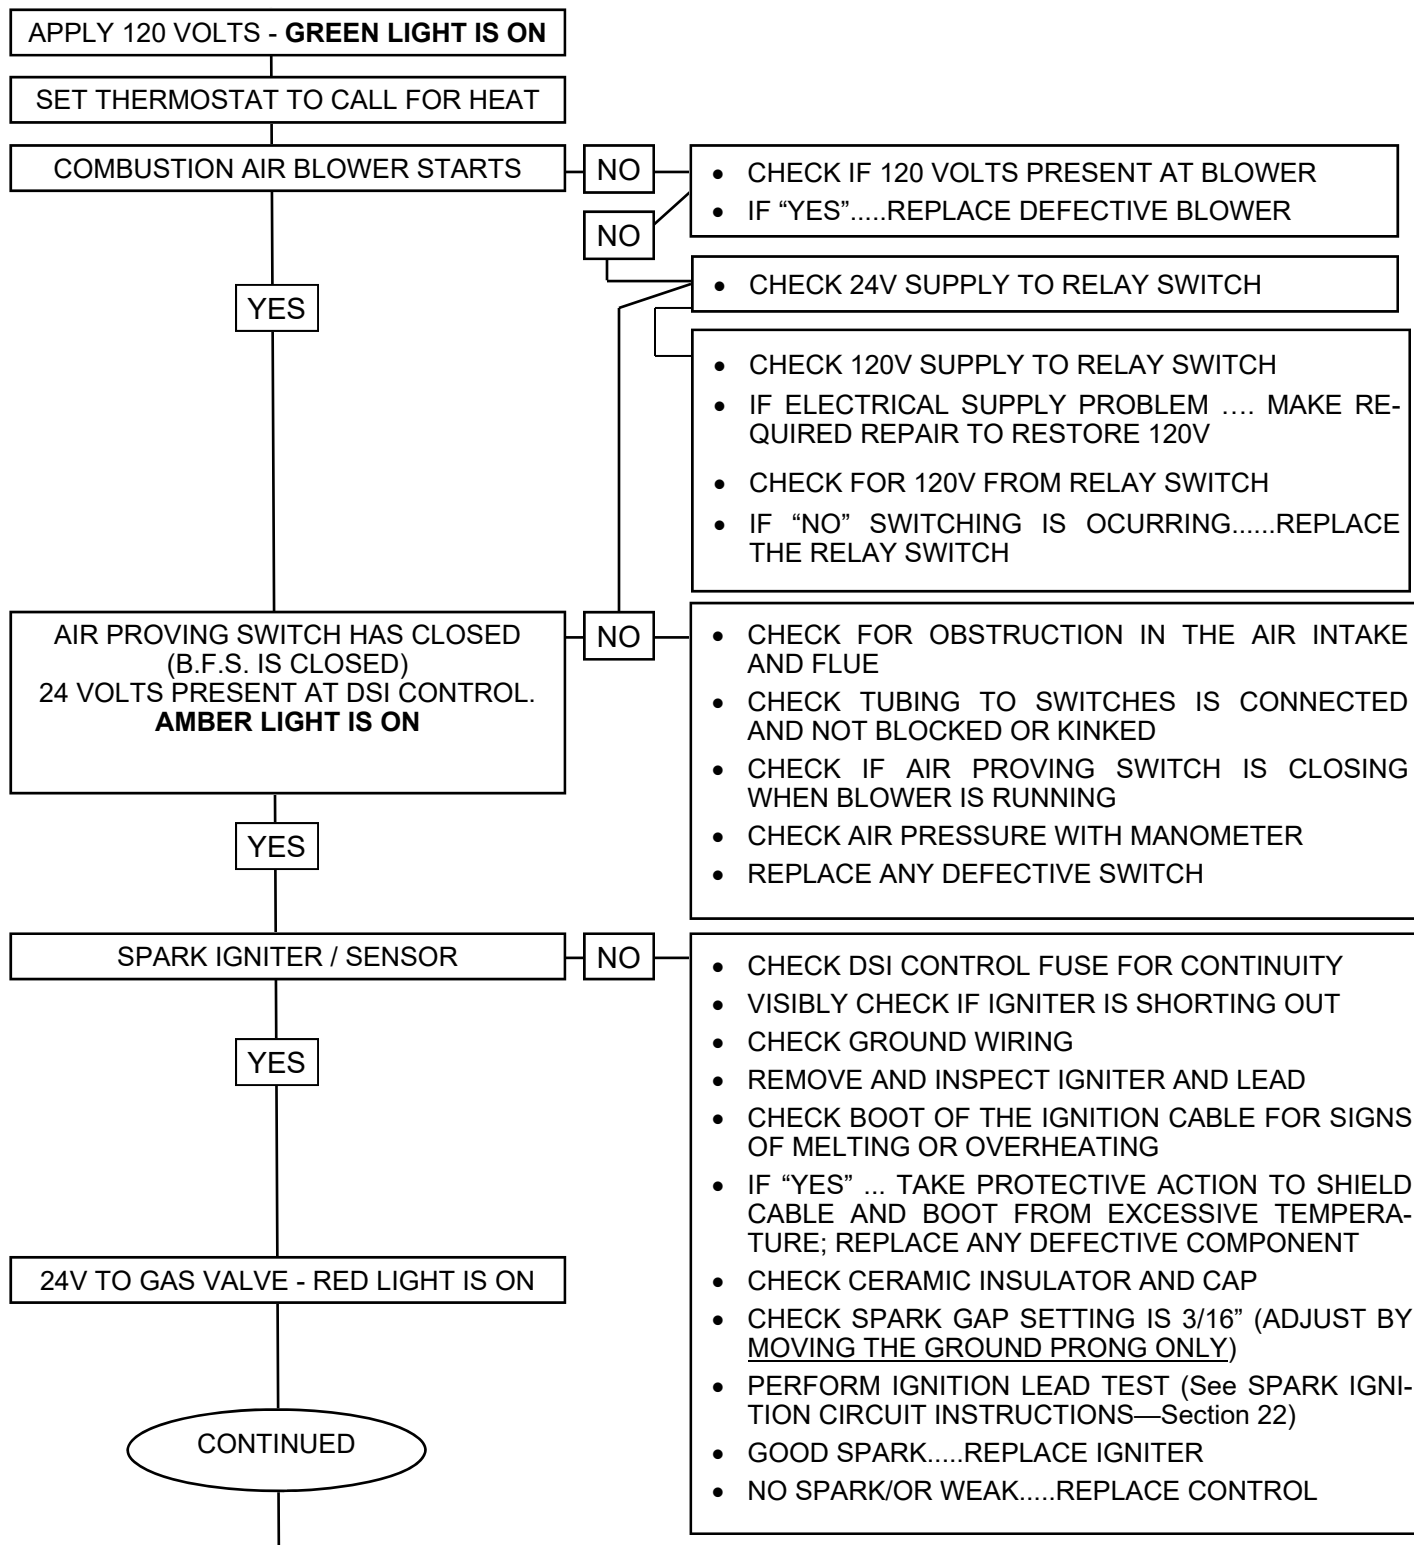 APPLY 120 VOLTS - GREEN LIGHT IS ON
SET THERMOSTAT TO CALL FOR HEAT
COMBUSTION AIR BLOWER STARTS
NO
• CHECK IF 120 VOLTS PRESENT AT BLOWER
• IF “YES”.....REPLACE DEFECTIVE BLOWER
NO
• CHECK 24V SUPPLY TO RELAY SWITCH
YES
• CHECK 120V SUPPLY TO RELAY SWITCH
• IF ELECTRICAL SUPPLY PROBLEM …. MAKE RE-
QUIRED REPAIR TO RESTORE 120V
• CHECK FOR 120V FROM RELAY SWITCH
• IF “NO” SWITCHING IS OCURRING......REPLACE
THE RELAY SWITCH
AIR PROVING SWITCH HAS CLOSED
(B.F.S. IS CLOSED)
24 VOLTS PRESENT AT DSI CONTROL.
AMBER LIGHT IS ON
NO
• CHECK FOR OBSTRUCTION IN THE AIR INTAKE
AND FLUE
• CHECK TUBING TO SWITCHES IS CONNECTED
AND NOT BLOCKED OR KINKED
• CHECK IF AIR PROVING SWITCH IS CLOSING
WHEN BLOWER IS RUNNING
• CHECK AIR PRESSURE WITH MANOMETER
• REPLACE ANY DEFECTIVE SWITCH
YES
SPARK IGNITER / SENSOR
NO
• CHECK DSI CONTROL FUSE FOR CONTINUITY
• VISIBLY CHECK IF IGNITER IS SHORTING OUT
• CHECK GROUND WIRING
• REMOVE AND INSPECT IGNITER AND LEAD
• CHECK BOOT OF THE IGNITION CABLE FOR SIGNS
OF MELTING OR OVERHEATING
• IF “YES” ... TAKE PROTECTIVE ACTION TO SHIELD
CABLE AND BOOT FROM EXCESSIVE TEMPERA-
TURE; REPLACE ANY DEFECTIVE COMPONENT
• CHECK CERAMIC INSULATOR AND CAP
• CHECK SPARK GAP SETTING IS 3/16” (ADJUST BY
MOVING THE GROUND PRONG ONLY)
• PERFORM IGNITION LEAD TEST (See SPARK IGNI-
TION CIRCUIT INSTRUCTIONS—Section 22)
• GOOD SPARK.....REPLACE IGNITER
• NO SPARK/OR WEAK.....REPLACE CONTROL
YES
24V TO GAS VALVE - RED LIGHT IS ON
CONTINUED